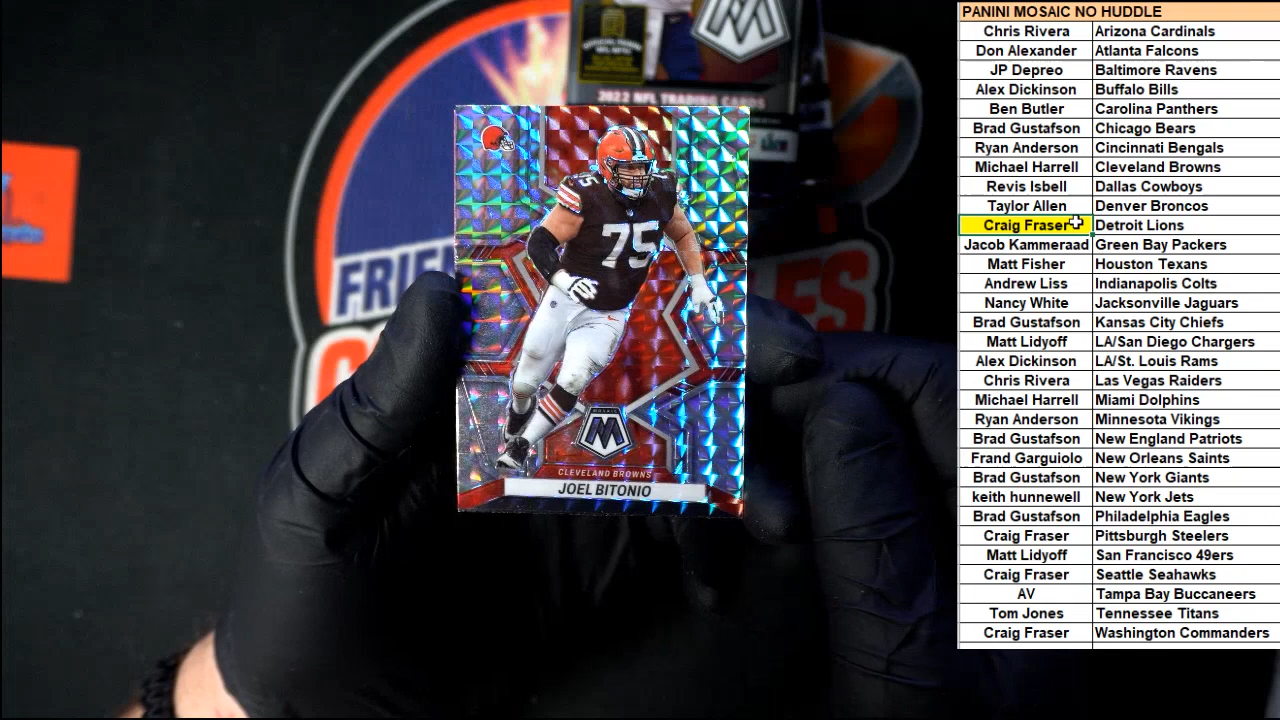 PANINI MOSAIC NO HUDDLE
Chris Rivera Arizona Cardinals
Don Alexander Atlanta Falcons
JP Depreo Baltimore Ravens
Alex Dickinson Buffalo Bills
Ben Butler Carolina Panthers
Brad Gustafson Chicago Bears
Ryan Anderson Cincinnati Bengals
Michael Harrell Cleveland Browns
Revis Isbell Dallas Cowboys
Taylor Allen Denver Broncos
Craig Fraser Detroit Lions
Jacob Kammeraad Green Bay Packers
Matt Fisher Houston Texans
Andrew Liss Indianapolis Colts
Nancy White Jacksonville Jaguars
Brad Gustafson Kansas City Chiefs
Matt Lidyoff LA/San Diego Chargers
Alex Dickinson LA/St. Louis Rams
Chris Rivera Las Vegas Raiders
Michael Harrell Miami Dolphins
Ryan Anderson Minnesota Vikings
Brad Gustafson New England Patriots
Frand Garguiolo New Orleans Saints
Brad Gustafson New York Giants
keith hunnewell New York Jets
Brad Gustafson Philadelphia Eagles
Craig Fraser Pittsburgh Steelers
Matt Lidyoff San Francisco 49ers
Craig Fraser Seattle Seahawks
AV Tampa Bay Buccaneers
Tom Jones Tennessee Titans
Craig Fraser Washington Commanders
2022 NFL TRADING CARDS
75
75
MOSAIC
M
CLEVELAND BROWNS
JOEL BITONIO